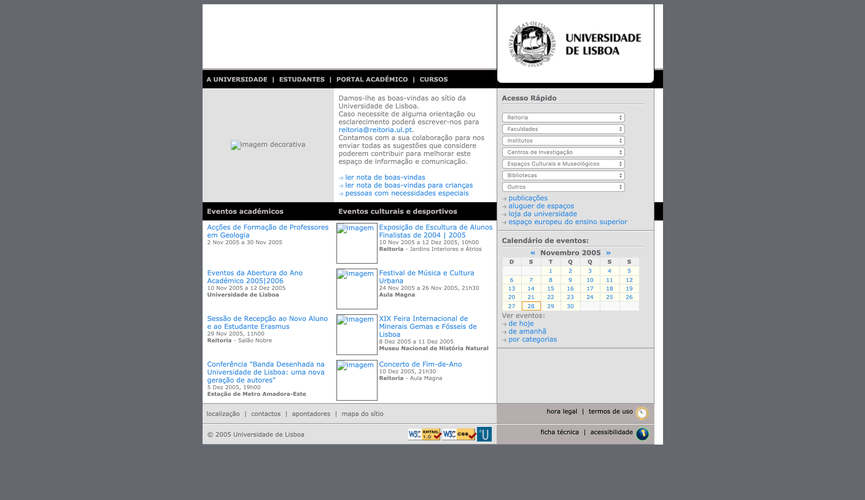 UNIVERSIDADE
DE LISBOA
A UNIVERSIDADE | ESTUDANTES | PORTAL ACADÉMICO | CURSOS
imagem decorativa
Damos-lhe as boas-vindas ao sítio da
Universidade de Lisboa.
Caso necessite de alguma orientação ou
esclarecimento poderá escrever-nos para
reitoria@reitoria.ul.pt.
Contamos com a sua colaboração para nos
enviar todas as sugestões que considere
poderem contribuir para melhorar este
espaço de informação e comunicação.
ler nota de boas-vindas
ler nota de boas-vindas para crianças
pessoas com necessidades especiais
Acesso Rápido
Reitoria
Faculdades
Institutos
Centros de Investigação
Espaços Culturais e Museológicos
Bibliotecas
Outros
publicações
aluguer de espaços
loja da universidade
espaço europeu do ensino superior
Eventos académicos
Acções de Formação de Professores
em Geologia
2 Nov 2005 a 30 Nov 2005
Eventos da Abertura do Ano
Académico 2005|2006
10 Nov 2005 a 12 Dez 2005
Universidade de Lisboa
Sessão de Recepção ao Novo Aluno
e ao Estudante Erasmus
29 Nov 2005, 11h00
Reitoria - Salão Nobre
Conferência "Banda Desenhada na
Universidade de Lisboa: uma nova
geração de autores"
5 Dez 2005, 19h00
Estação de Metro Amadora-Este
Eventos culturais e desportivos
imagem
Exposição de Escultura de Alunos
Finalistas de 2004 | 2005
10 Nov 2005 a 12 Dez 2005, 10h00
Reitoria - Jardins Interiores e Átrios
imagem
Festival de Música e Cultura
Urbana
24 Nov 2005 a 26 Nov 2005, 21h30
Aula Magna
imagem
XIX Feira Internacional de
Minerais Gemas e Fósseis de
Lisboa
8 Dez 2005 a 11 Dez 2005
Museu Nacional de História Natural
imagem
Concerto de Fim-de-Ano
10 Dez 2005, 21h30
Reitoria - Aula Magna
Calendário de eventos:
« Novembro 2005 »
D S T Q Q S S
1 2 3 4 5
6 7 8 9 10 11 12
13 14 15 16 17 18 19
20 21 22 23 24 25 26
27 28 29 30
Ver eventos:
de hoje
de amanhã
por categorias
localização | contactos | apontadores | mapa do sítio
hora legal | termos de uso
© 2005 Universidade de Lisboa
W3C XHTML 1.0
W3C CSS
U
ficha técnica | acessibilidade